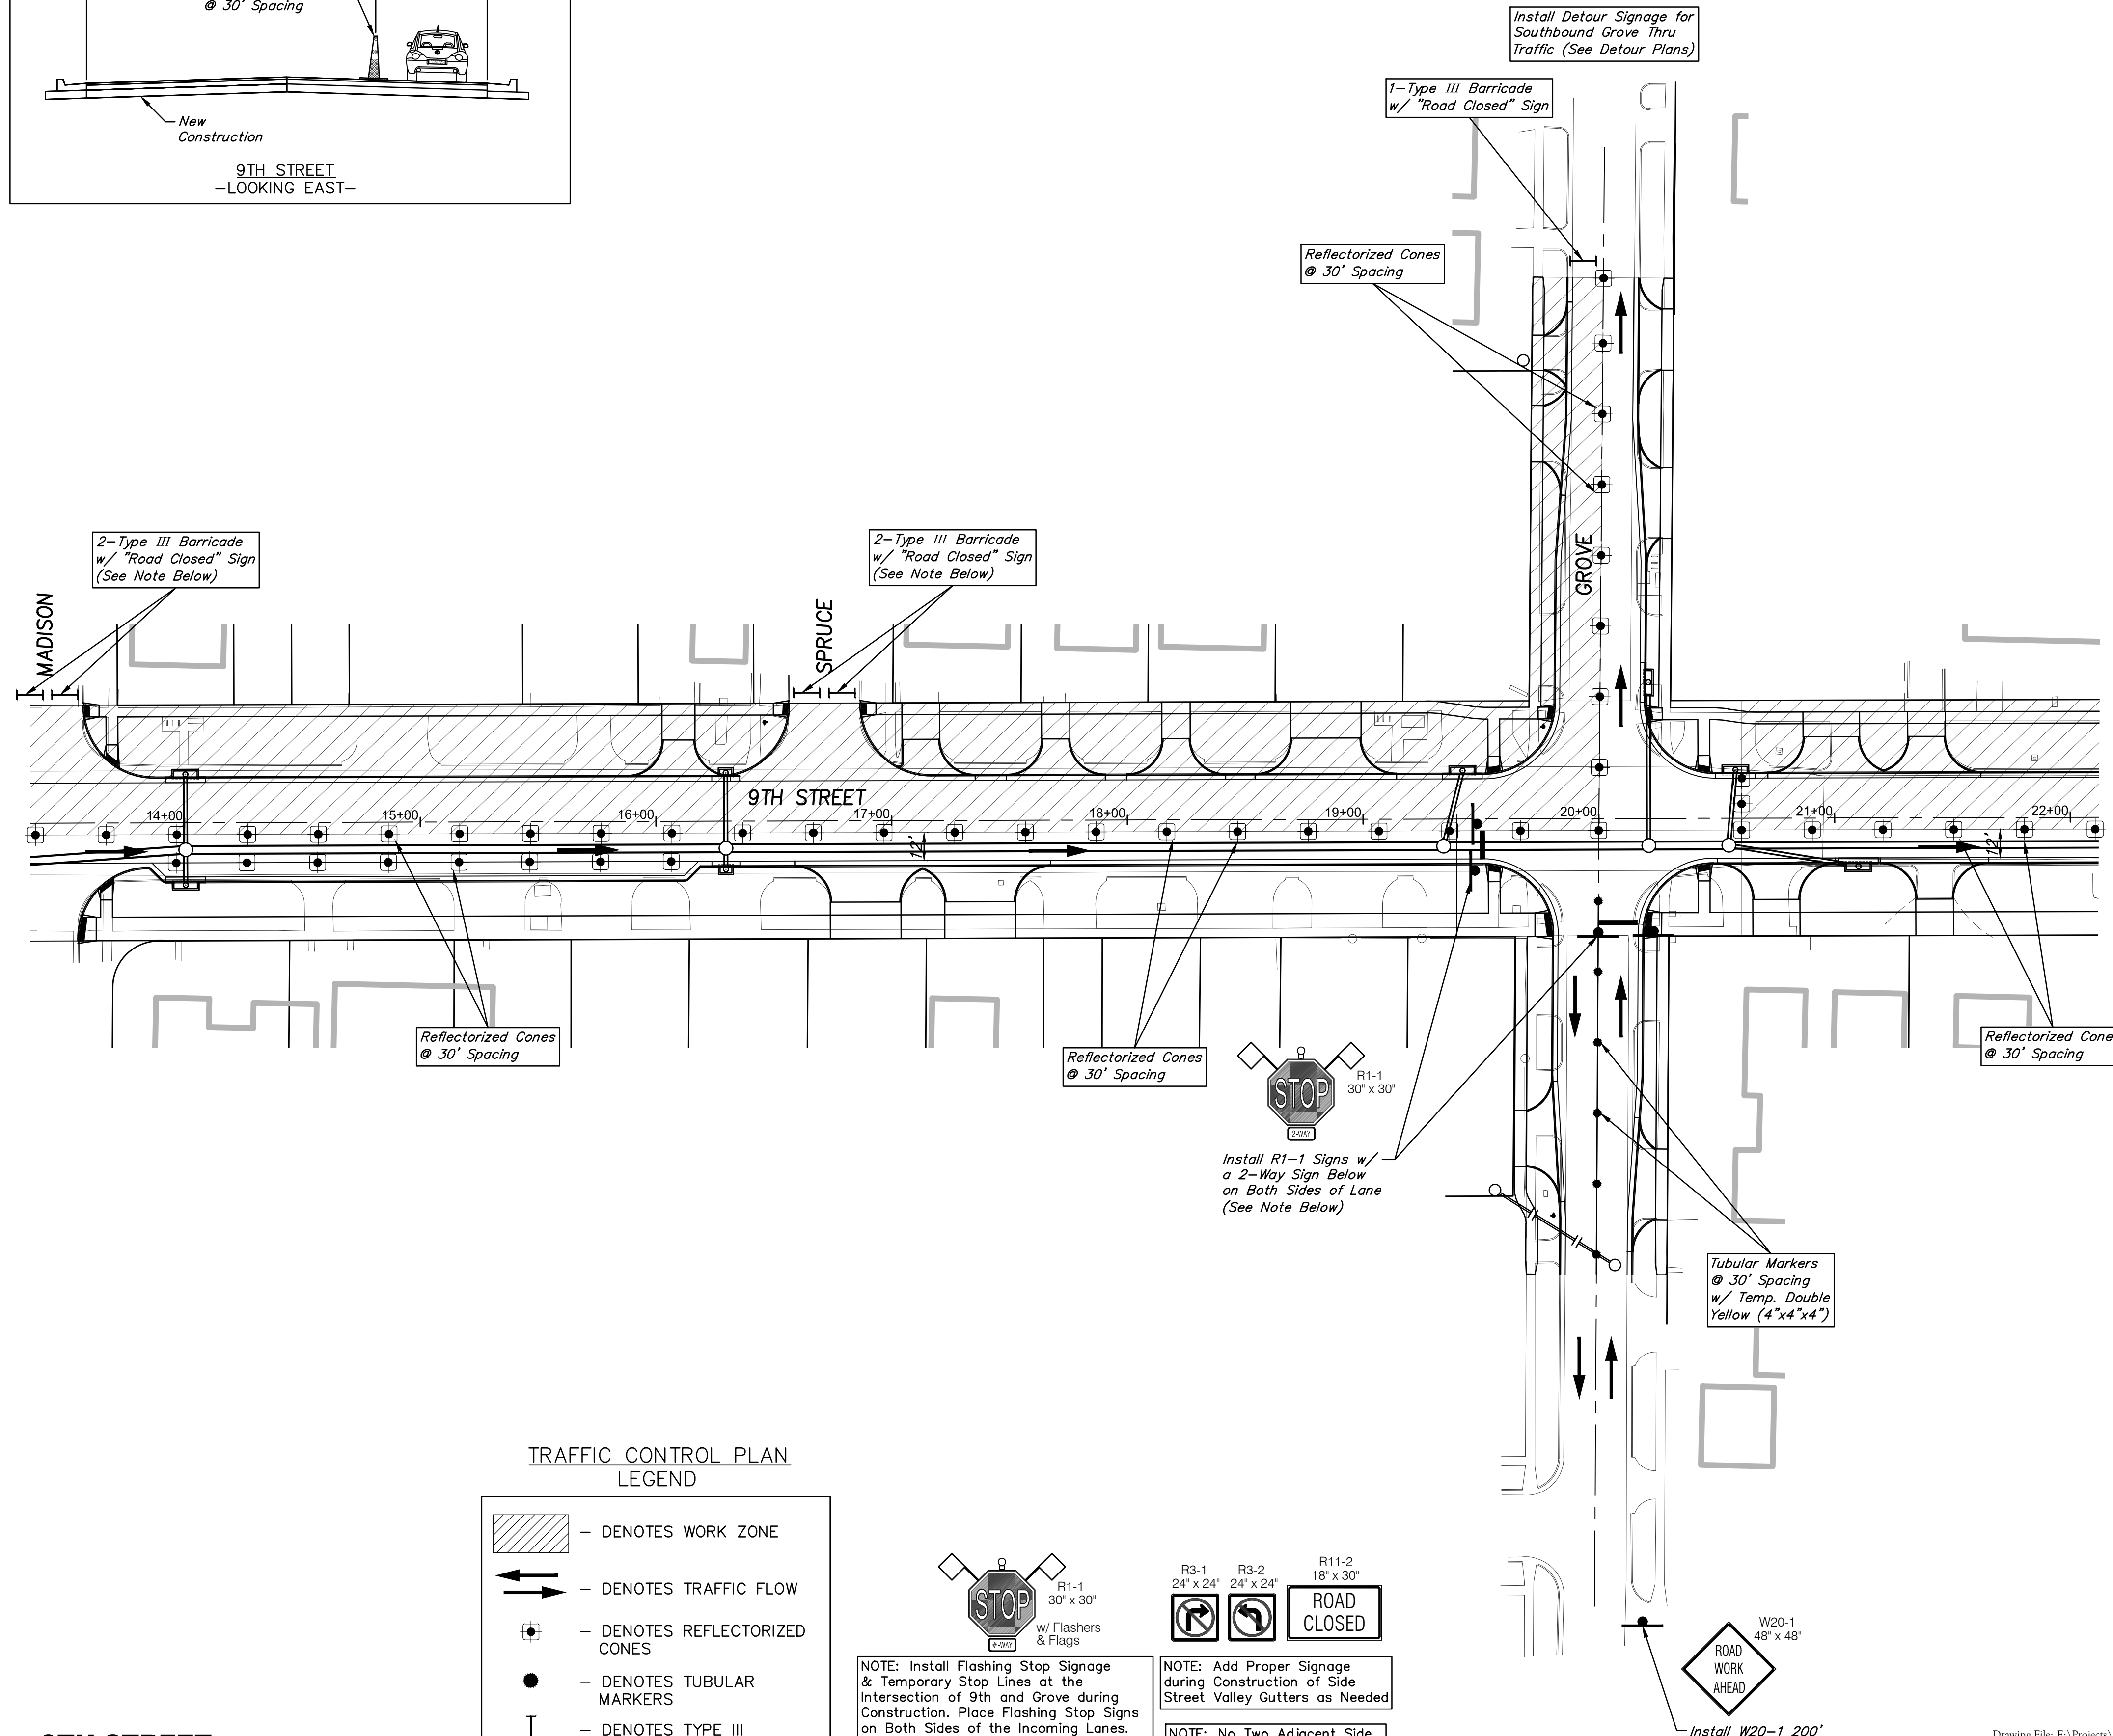 @ 30' Spacing
New
Construction
9TH STREET
-LOOKING EAST-
Install Detour Signage for
Southbound Grove Thru
Traffic (See Detour Plans)
1-Type III Barricade
w/ "Road Closed" Sign
Reflectorized Cones
@ 30' Spacing
GROVE
2-Type III Barricade
w/ "Road Closed" Sign
(See Note Below)
MADISON
2-Type III Barricade
w/ "Road Closed" Sign
(See Note Below)
SPRUCE
9TH STREET
14+00
15+00
16+00
17+00
18+00
19+00
20+00
21+00
22+00
12'
12'
Reflectorized Cones
@ 30' Spacing
Reflectorized Cones
@ 30' Spacing
Reflectorized Cone
@ 30' Spacing
STOP
2-WAY
R1-1
30" x 30"
Install R1-1 Signs w/
a 2-Way Sign Below
on Both Sides of Lane
(See Note Below)
Tubular Markers
@ 30' Spacing
w/ Temp. Double
Yellow (4"x4"x4")
TRAFFIC CONTROL PLAN
LEGEND
- DENOTES WORK ZONE
- DENOTES TRAFFIC FLOW
- DENOTES REFLECTORIZED
CONES
- DENOTES TUBULAR
MARKERS
- DENOTES TYPE III
STOP
#-WAY
R1-1
30" x 30"
w/ Flashers
& Flags
NOTE: Install Flashing Stop Signage
& Temporary Stop Lines at the
Intersection of 9th and Grove during
Construction. Place Flashing Stop Signs
on Both Sides of the Incoming Lanes.
R3-1
24" x 24"
R3-2
24" x 24"
R11-2
18" x 30"
ROAD
CLOSED
NOTE: Add Proper Signage
during Construction of Side
Street Valley Gutters as Needed
NOTE: No Two Adjacent Side
W20-1
48" x 48"
ROAD
WORK
AHEAD
Install W20-1 200'
9TH STREET
Drawing File: F:\Projects\